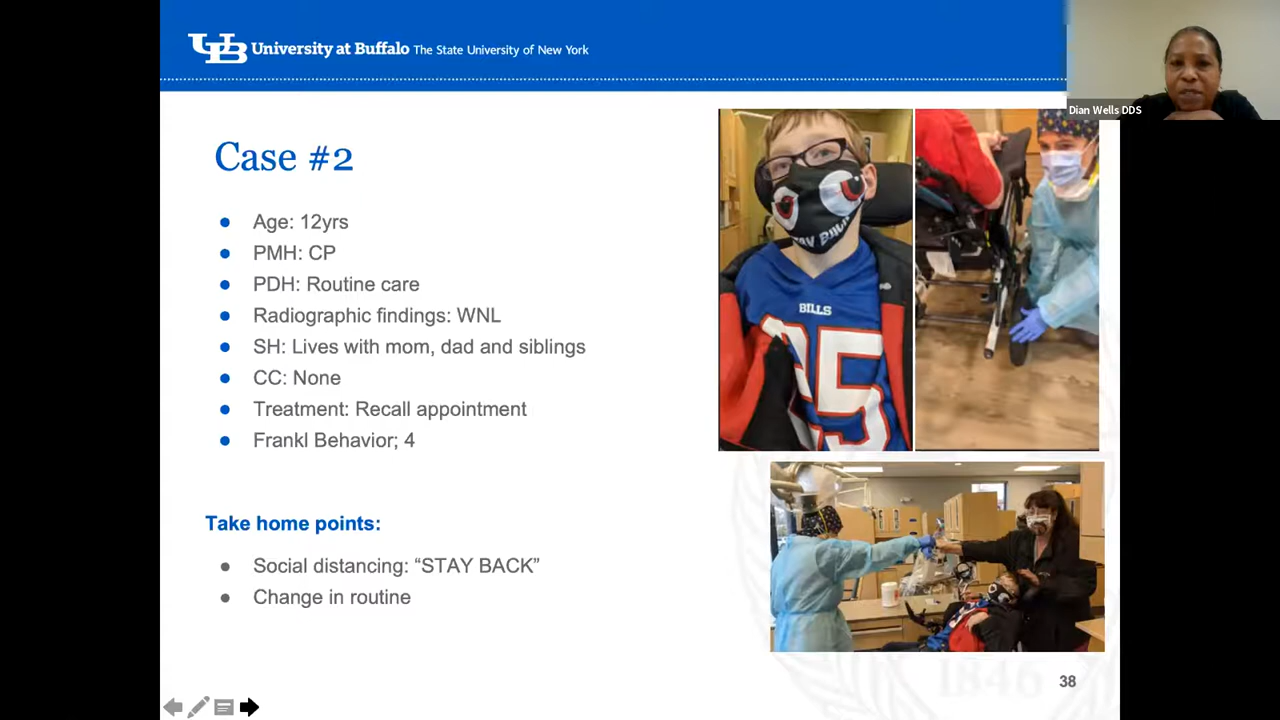 UB University at Buffalo The State University of New York
Dian Wells DDS
Case #2
Age: 12yrs
PMH: CP
PDH: Routine care
Radiographic findings: WNL
SH: Lives with mom, dad and siblings
CC: None
Treatment: Recall appointment
Frankl Behavior; 4
Take home points:
Social distancing: “STAY BACK”
Change in routine
BILLS
38
1846